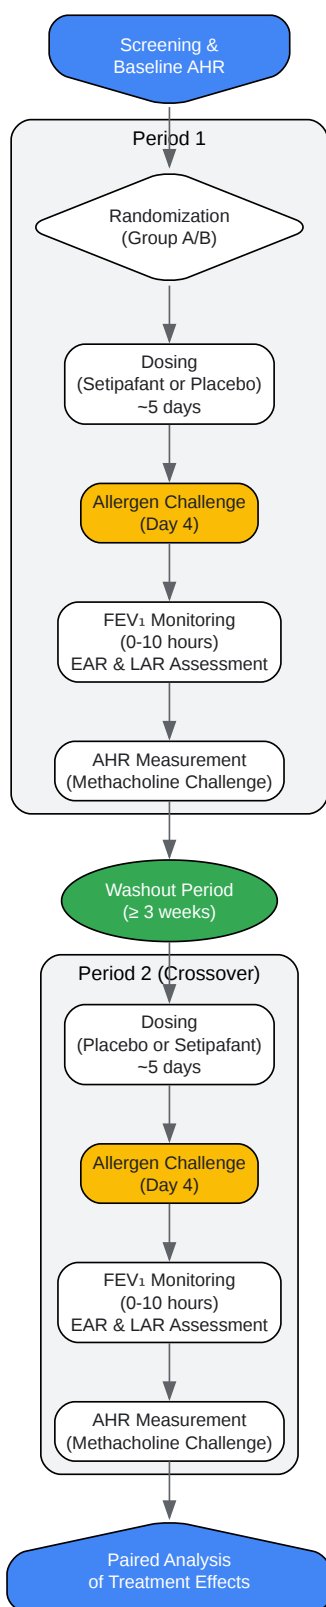 Screening &
Baseline AHR
Period 1
Randomization
(Group A/B)
Dosing
(Setipafant or Placebo)
~5 days
Allergen Challenge
(Day 4)
FEV₁ Monitoring
(0-10 hours)
EAR & LAR Assessment
AHR Measurement
(Methacholine Challenge)
Washout Period
(≥ 3 weeks)
Period 2 (Crossover)
Dosing
(Placebo or Setipafant)
~5 days
Allergen Challenge
(Day 4)
FEV₁ Monitoring
(0-10 hours)
EAR & LAR Assessment
AHR Measurement
(Methacholine Challenge)
Paired Analysis
of Treatment Effects